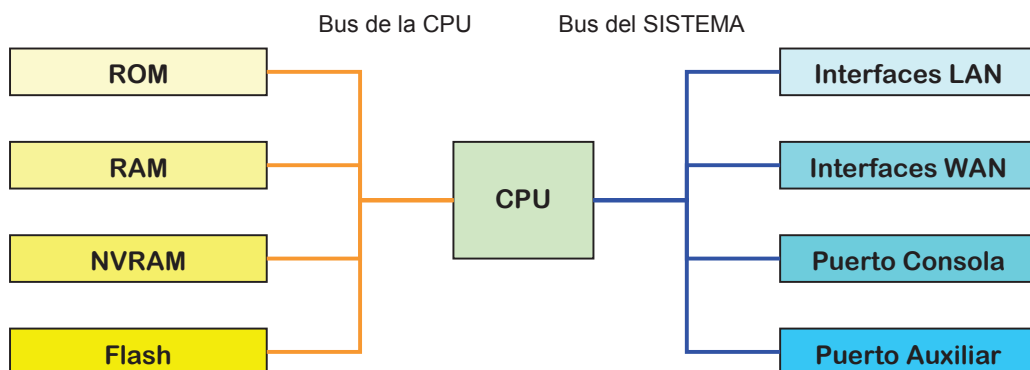 Bus de la CPU
Bus del SISTEMA
ROM
Interfaces LAN
RAM
Interfaces WAN
CPU
NVRAM
Puerto Consola
Flash
Puerto Auxiliar